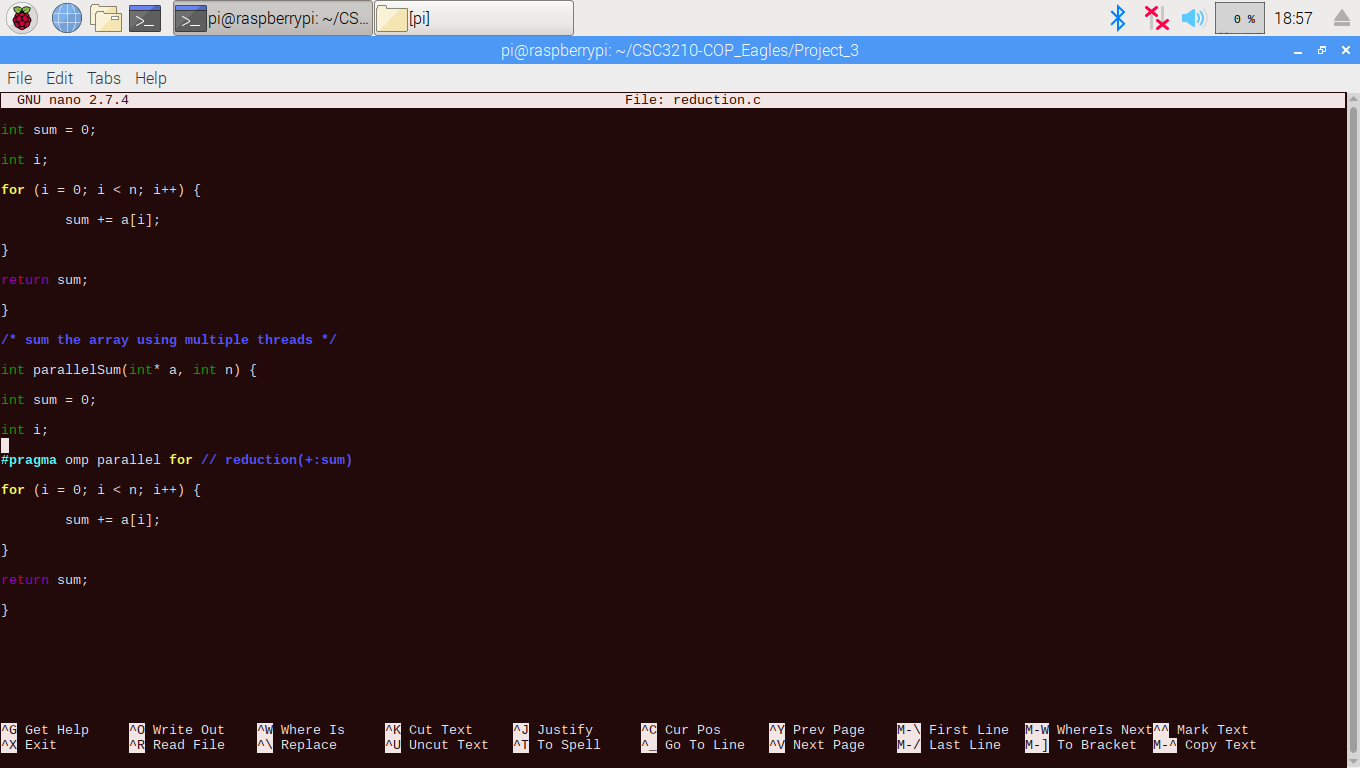 pi@raspberrypi: ~/CS... [pi] 0 % 18:57
pi@raspberrypi: ~/CSC3210-COP_Eagles/Project_3
File Edit Tabs Help
GNU nano 2.7.4 File: reduction.c
int sum = 0;
int i;
for (i = 0; i < n; i++) {
sum += a[i];
}
return sum;
}
/* sum the array using multiple threads */
int parallelSum(int* a, int n) {
int sum = 0;
int i;
#pragma omp parallel for // reduction(+:sum)
for (i = 0; i < n; i++) {
sum += a[i];
}
return sum;
}
^G Get Help ^O Write Out ^W Where Is ^K Cut Text ^J Justify ^C Cur Pos ^Y Prev Page M-\ First Line M-W WhereIs Next ^^ Mark Text
^X Exit ^R Read File ^\ Replace ^U Uncut Text ^T To Spell ^_ Go To Line ^V Next Page M-/ Last Line M-] To Bracket M-^ Copy Text